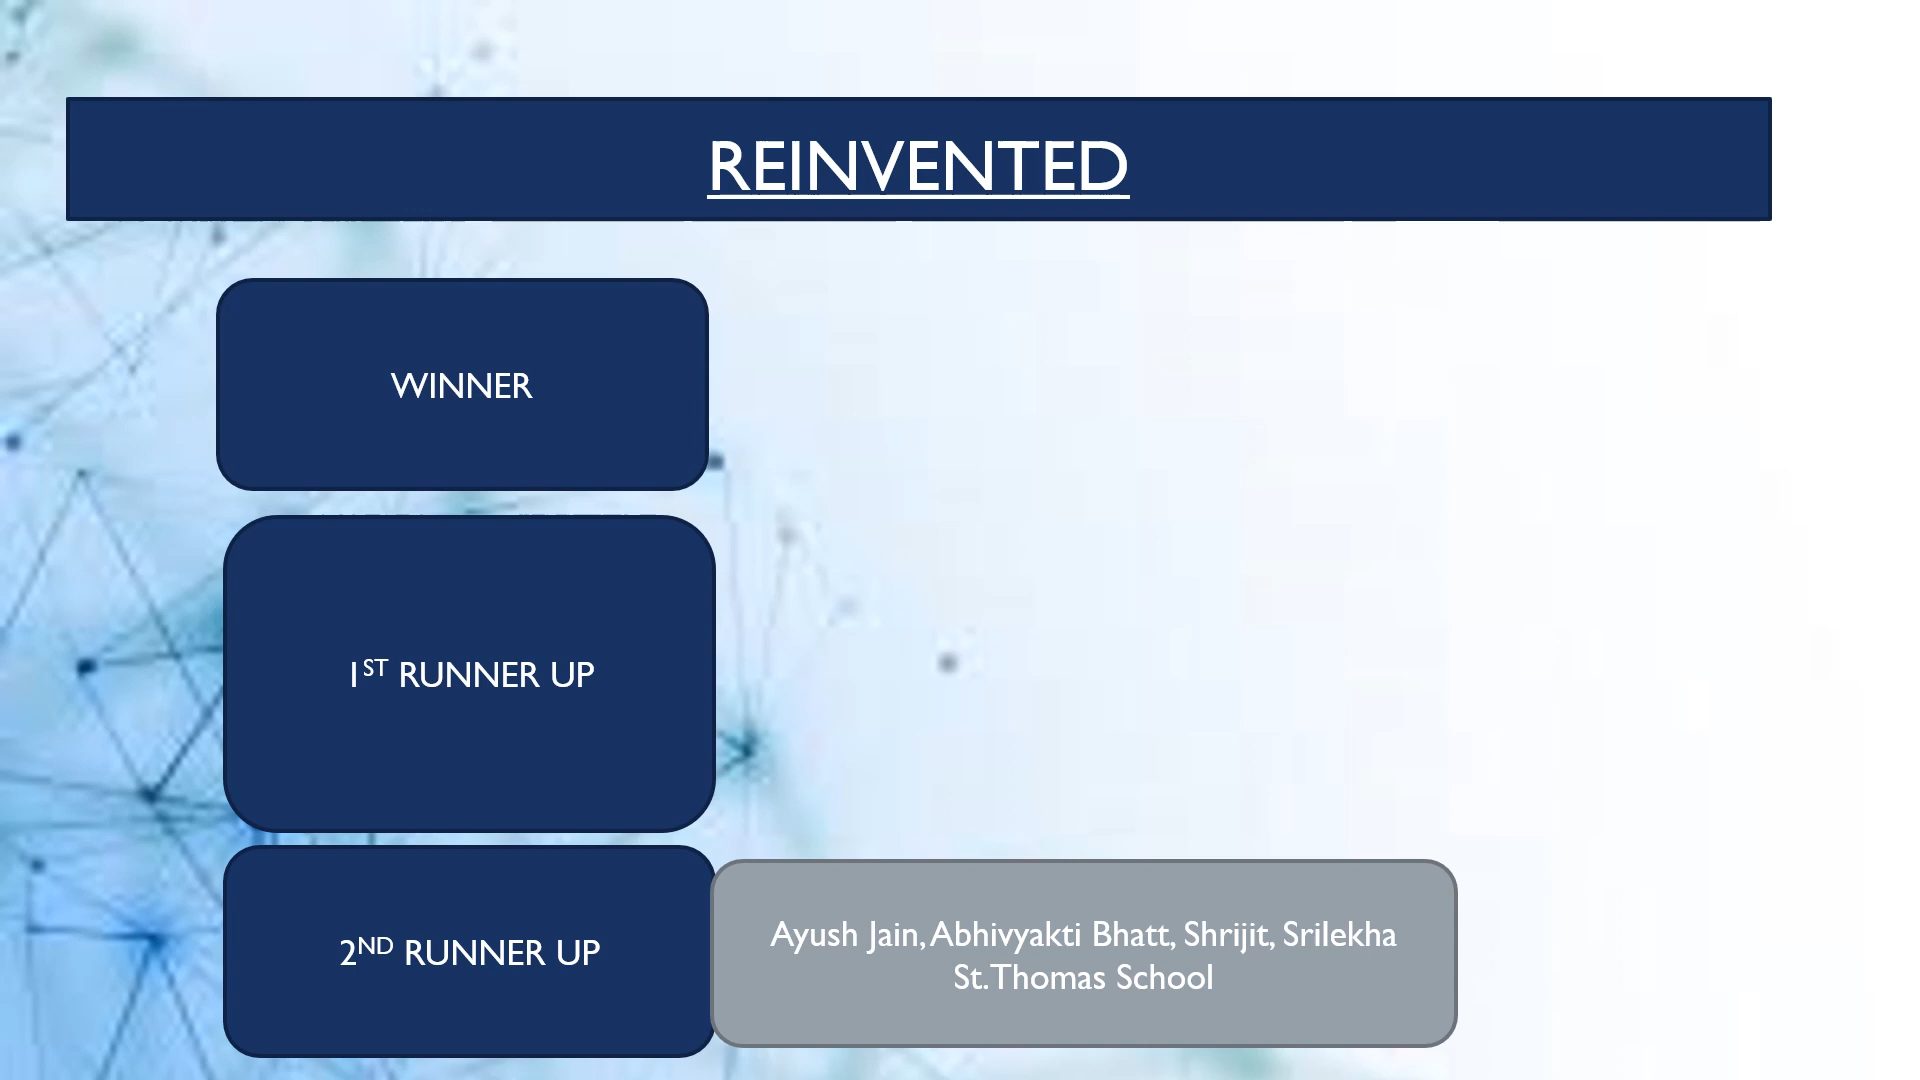 REINVENTED
WINNER
1ST RUNNER UP
2ND RUNNER UP
Ayush Jain, Abhivyakti Bhatt, Shrijit, Srilekha
St. Thomas School